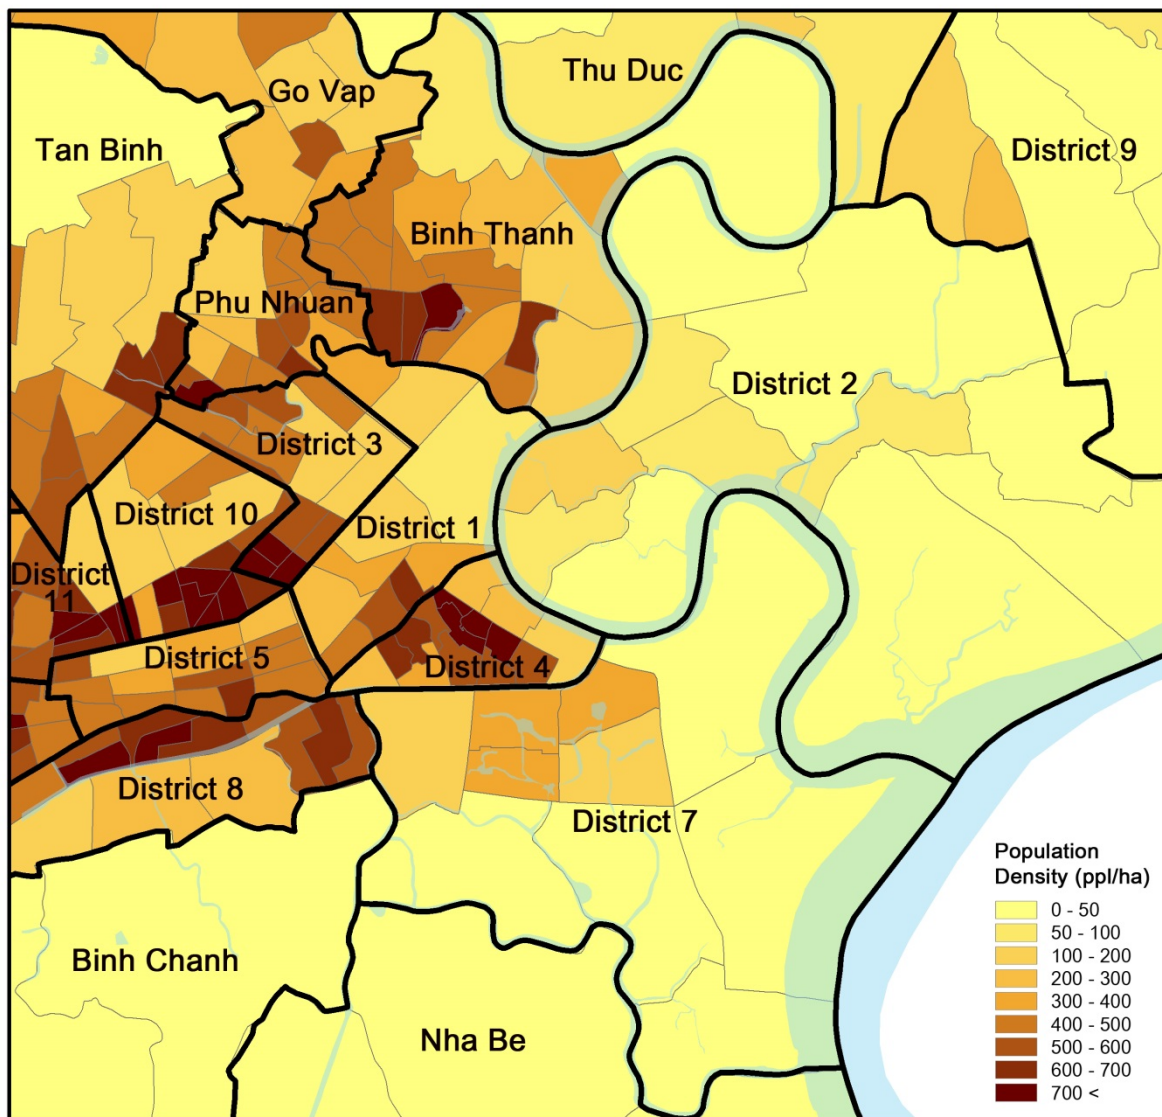 Thu Duc
Go Vap
Tan Binh
District 9
Binh Thanh
Phu Nhuan
District 2
District 3
District 10
District 1
District
11
District 5
District 4
District 8
District 7
Binh Chanh
Nha Be
Population
Density (ppl/ha)
0 - 50
50 - 100
100 - 200
200 - 300
300 - 400
400 - 500
500 - 600
600 - 700
700 <